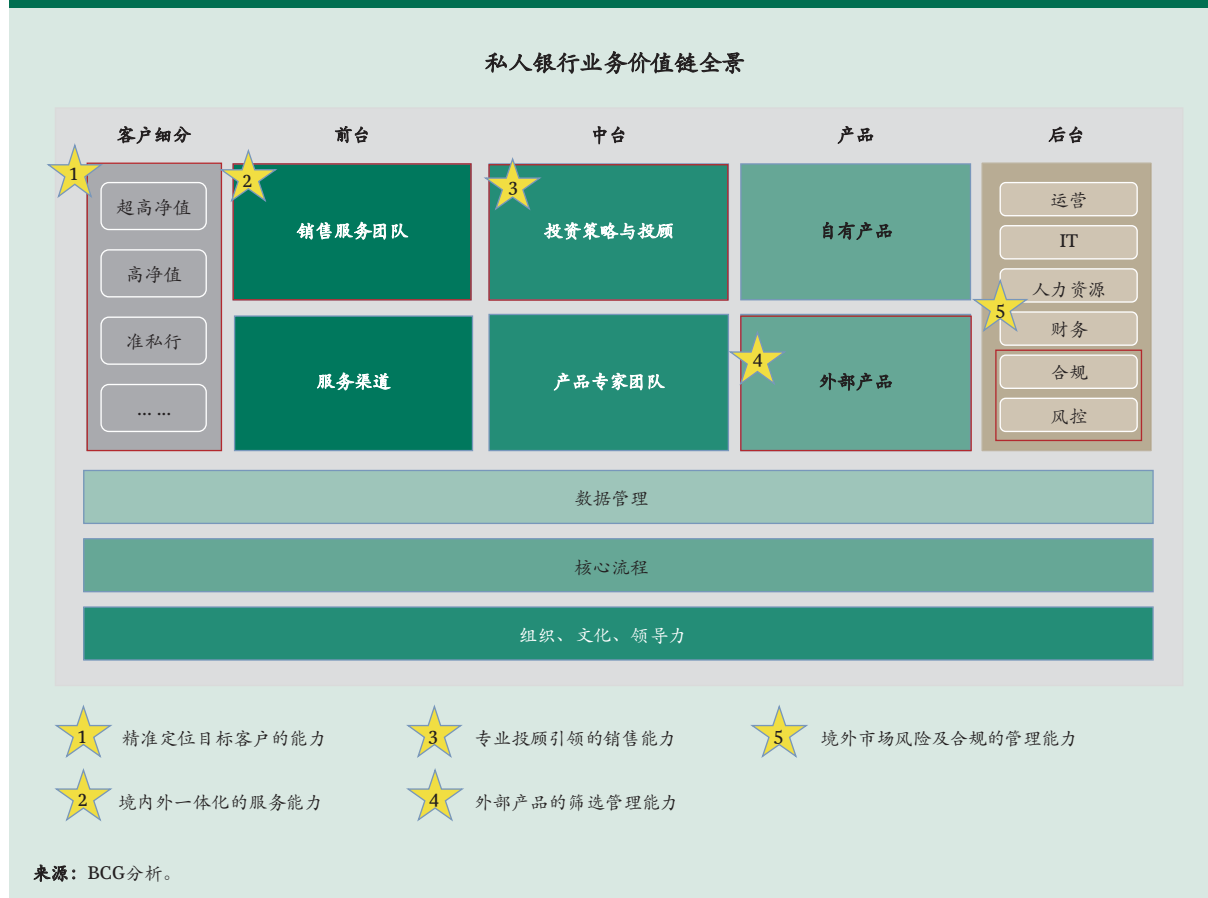 私人银行业务价值链全景
客户细分
前台
中台
产品
后台
1
超高净值
高净值
准私行
... ...
2
销售服务团队
服务渠道
3
投资策略与投顾
产品专家团队
自有产品
4
外部产品
运营
IT
人力资源
5
财务
合规
风控
数据管理
核心流程
组织、文化、领导力
1 精准定位目标客户的能力
3 专业投顾引领的销售能力
5 境外市场风险及合规的管理能力
2 境内外一体化的服务能力
4 外部产品的筛选管理能力
来源：BCG分析。